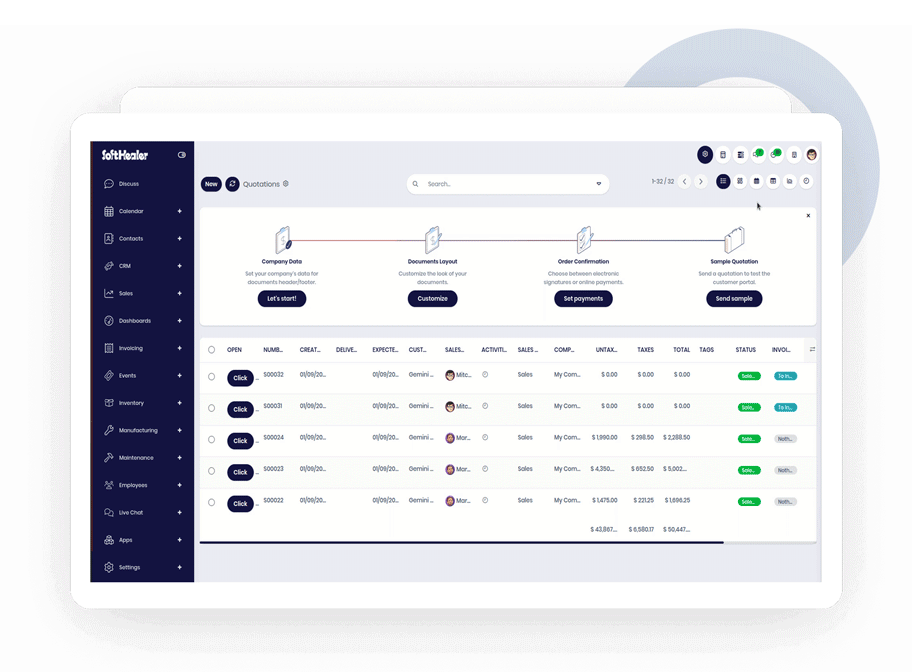 SoftHealer
Discuss
Calendar
Contacts
CRM
Sales
Dashboards
Invoicing
Events
Inventory
Manufacturing
Maintenance
Employees
Live Chat
Apps
Settings
New Quotations Search... 1-32 / 32
Company Data Documents Layout Order Confirmation Sample Quotation
Set your company's data for Customize the look of your Choose between electronic Send a quotation to test the
documents header/footer. documents. signatures or online payments. customer portal.
Let's start! Customize Set payments Send sample
OPEN NUMB... CREAT... DELIVE... EXPECTE... CUST... SALES... ACTIVITI... SALES ... COMP... UNTAX... TAXES TOTAL TAGS STATUS INVOI...
Click ... S00032 01/09/20... 01/09/20... Gemini ... Mitc... Sales My Com... $ 0.00 $ 0.00 $ 0.00 Sale... To In...
Click ... S00031 01/09/20... 01/09/20... Gemini ... Mitc... Sales My Com... $ 0.00 $ 0.00 $ 0.00 Sale... To In...
Click ... S00024 01/09/20... 01/09/20... Gemini ... Mar... Sales My Com... $ 1,990.00 $ 298.50 $ 2,288.50 Sale... Noth...
Click ... S00023 01/09/20... 01/09/20... Gemini ... Mar... Sales My Com... $ 4,350.... $ 652.50 $ 5,002.... Sale... Noth...
Click ... S00022 01/09/20... 01/09/20... Gemini ... Mar... Sales My Com... $ 1,475.00 $ 221.25 $ 1,696.25 Sale... Noth...
$ 43,867.... $ 6,580.17 $ 50,447....